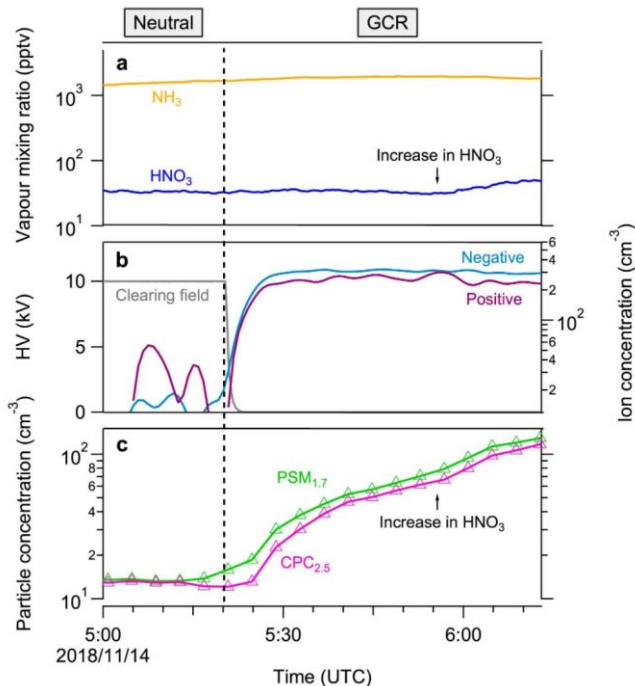 Neutral GCR
a
Vapour mixing ratio (pptv)
10³
10²
10¹
NH₃
HNO₃
Increase in HNO₃
b
HV (kV)
10
5
0
Clearing field
Negative
Positive
Ion concentration (cm⁻³)
6
4
2
10²
6
4
2
c
Particle concentration (cm⁻³)
10²
8
6
4
2
10¹
PSM₁.₇
CPC₂.₅
Increase in HNO₃
5:00 5:30 6:00
2018/11/14
Time (UTC)